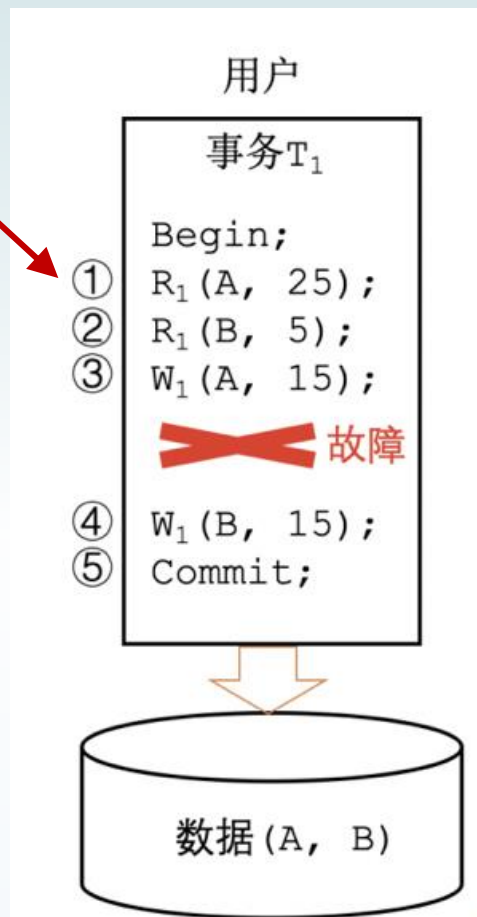 用户
事务T₁
Begin;
① R₁(A, 25);
② R₁(B, 5);
③ W₁(A, 15);
故障
④ W₁(B, 15);
⑤ Commit;
数据(A, B)